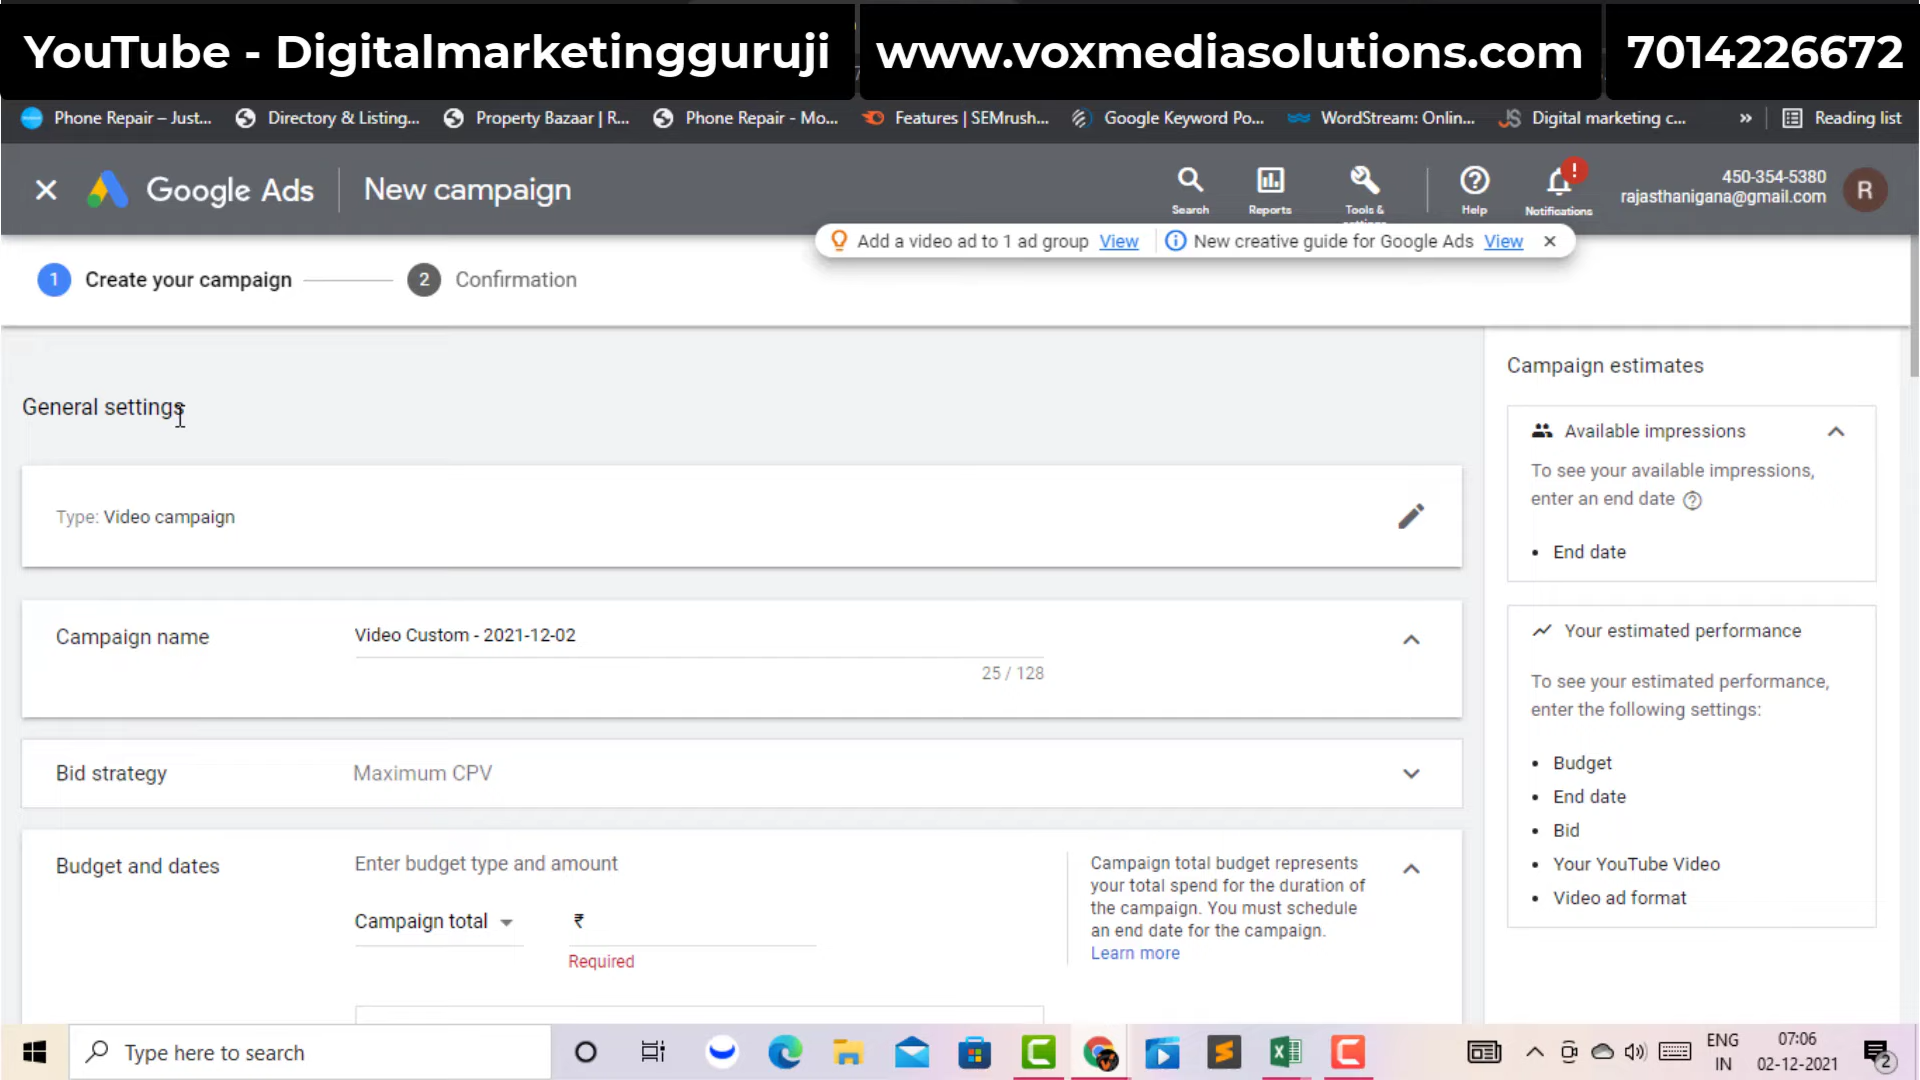 YouTube - Digitalmarketingguruji
www.voxmediasolutions.com
7014226672
Phone Repair – Just...
Directory & Listing...
Property Bazaar | R...
Phone Repair - Mo...
Features | SEMrush...
Google Keyword Po...
WordStream: Onlin...
JS
Digital marketing c...
»
Reading list
Google Ads
New campaign
Search
Reports
Tools &
Help
!
Notifications
450-354-5380
rajasthanigana@gmail.com
R
Add a video ad to 1 ad group View
New creative guide for Google Ads View
1 Create your campaign
2 Confirmation
General settings
Type: Video campaign
Campaign name
Video Custom - 2021-12-02
25 / 128
Bid strategy
Maximum CPV
Budget and dates
Enter budget type and amount
Campaign total
₹
Required
Campaign total budget represents
your total spend for the duration of
the campaign. You must schedule
an end date for the campaign.
Learn more
Campaign estimates
Available impressions
To see your available impressions,
enter an end date
• End date
Your estimated performance
To see your estimated performance,
enter the following settings:
• Budget
• End date
• Bid
• Your YouTube Video
• Video ad format
Type here to search
ENG
IN
07:06
02-12-2021
2